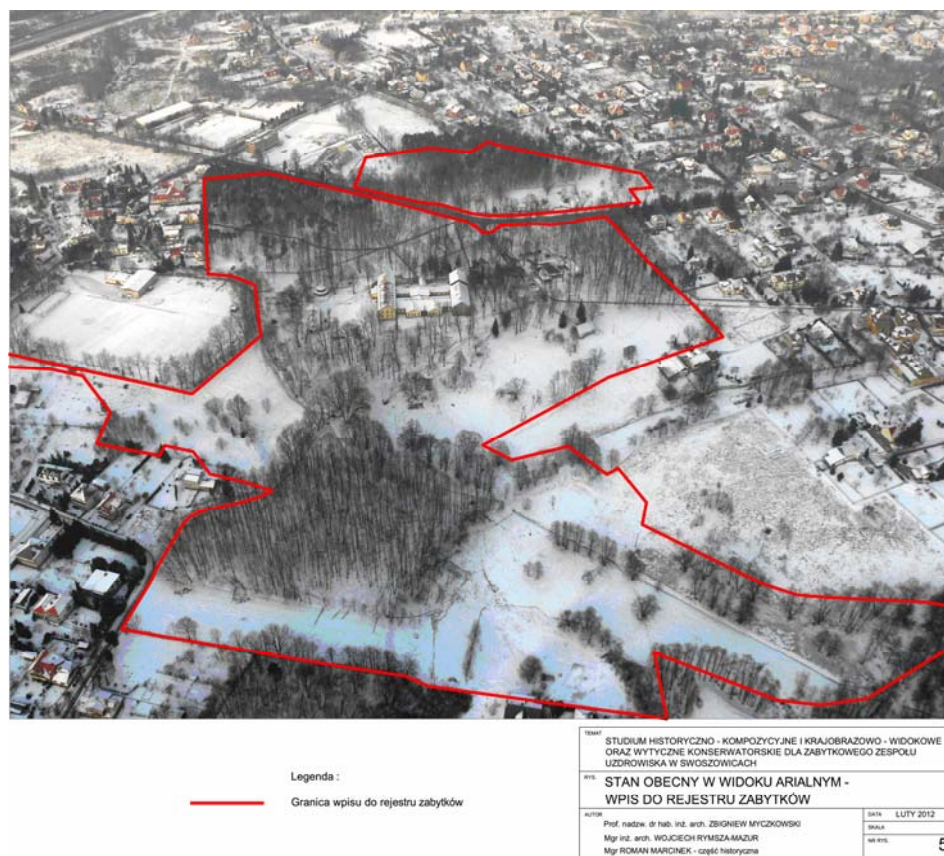 Legenda :
Granica wpisu do rejestru zabytków
TEMAT
STUDIUM HISTORYCZNO - KOMPOZYCYJNE I KRAJOBRAZOWO - WIDOKOWE
ORAZ WYTYCZNE KONSERWATORSKIE DLA ZABYTKOWEGO ZESPOŁU
UZDROWISKA W SWOSZOWICACH
RYS.
STAN OBECNY W WIDOKU ARIALNYM -
WPIS DO REJESTRU ZABYTKÓW
AUTOR
Prof. nadzw. dr hab. inż. arch. ZBIGNIEW MYCZKOWSKI
Mgr inż. arch. WOJCIECH RYMSZA-MAZUR
Mgr ROMAN MARCINEK - część historyczna
DATA LUTY 2012
SKALA
NR RYS. 5